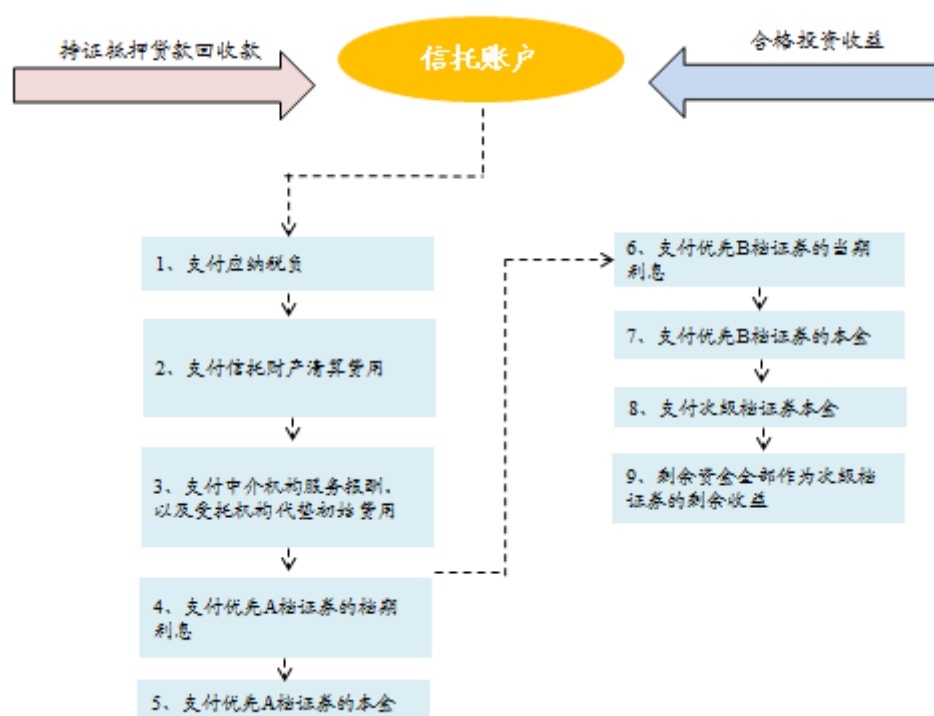 持证抵押贷款回收款
信托账户
合格投资收益
1、支付应纳税负
2、支付信托财产清算费用
3、支付中介机构服务报酬、
以及受托机构代垫初始费用
4、支付优先A档证券的档期
利息
5、支付优先A档证券的本金
6、支付优先B档证券的当期
利息
7、支付优先B档证券的本金
8、支付次级档证券本金
9、剩余资金全部作为次级档
证券的剩余收益